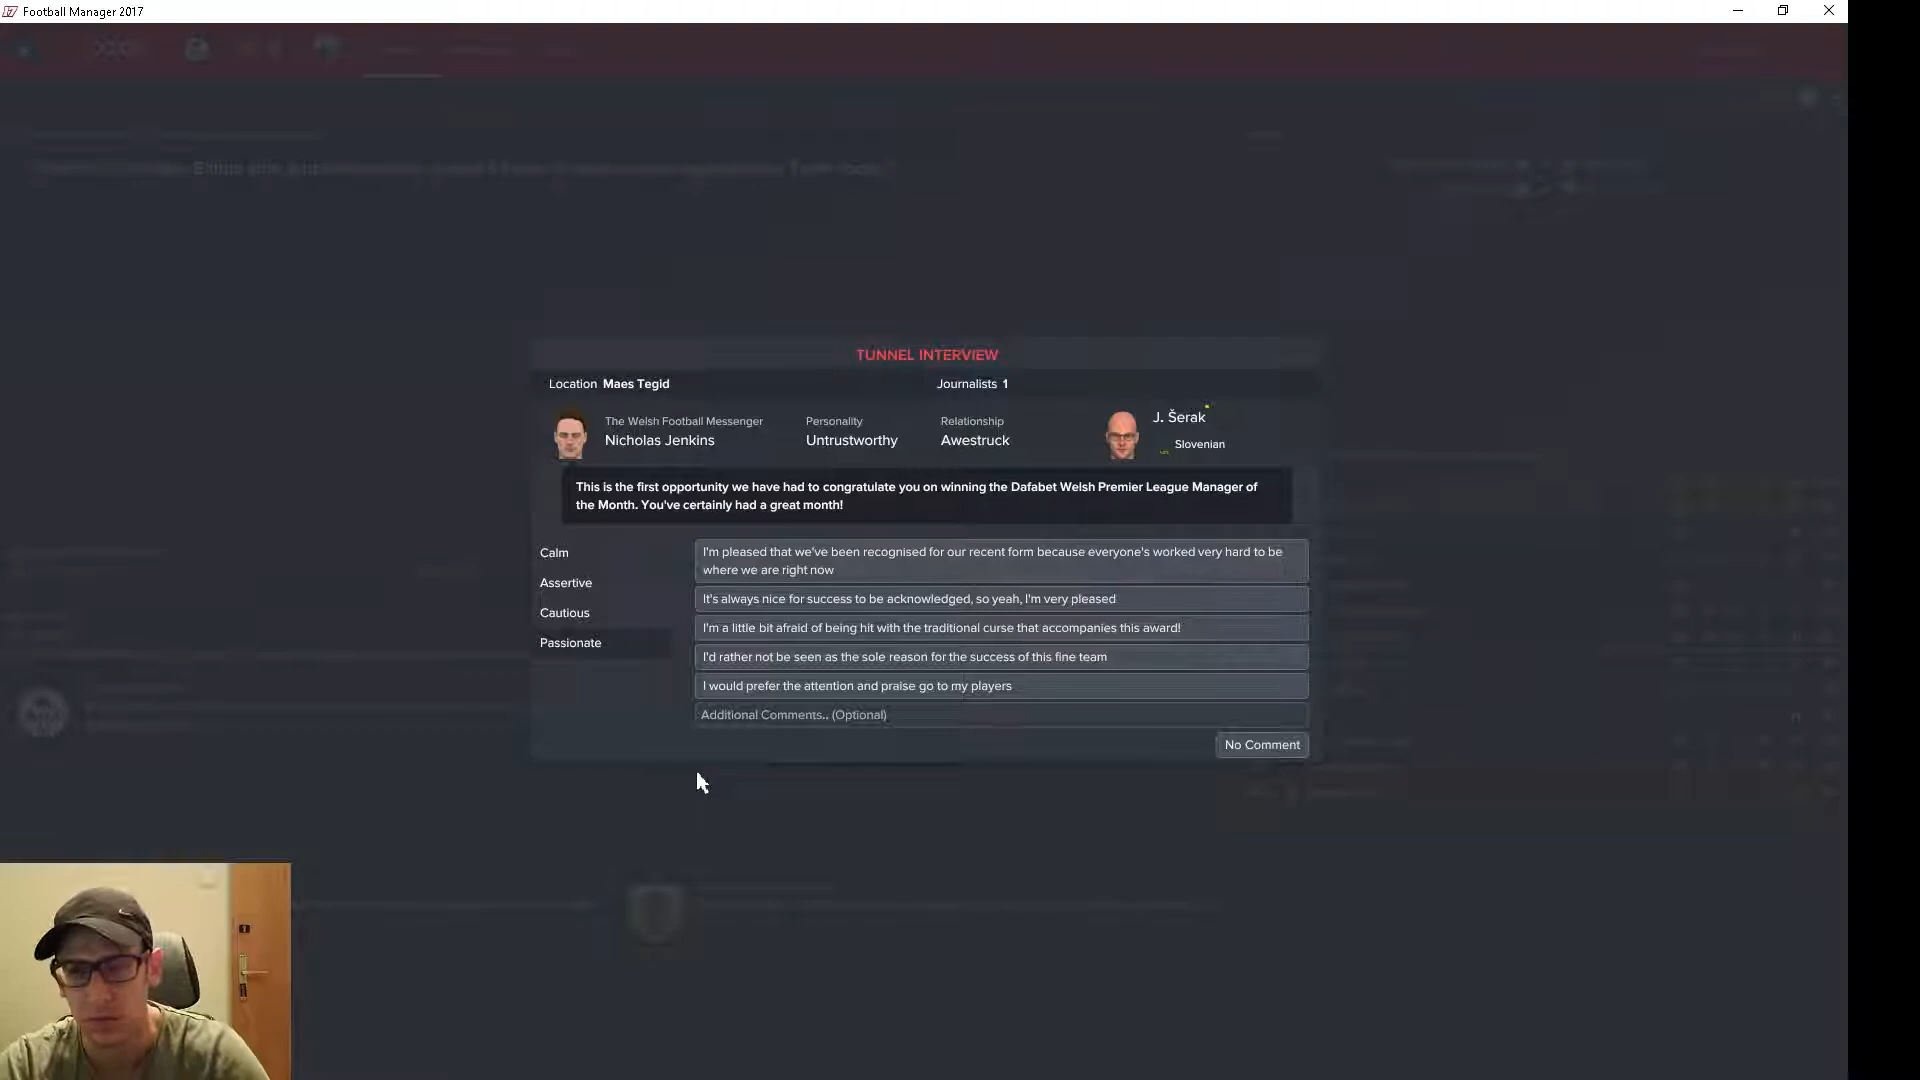 Football Manager 2017
TUNNEL INTERVIEW
Location Maes Tegid
Journalists 1
The Welsh Football Messenger
Nicholas Jenkins
Personality
Untrustworthy
Relationship
Awestruck
J. Šerak
Slovenian
This is the first opportunity we have had to congratulate you on winning the Dafabet Welsh Premier League Manager of
the Month. You've certainly had a great month!
Calm
Assertive
Cautious
Passionate
I'm pleased that we've been recognised for our recent form because everyone's worked very hard to be
where we are right now
It's always nice for success to be acknowledged, so yeah, I'm very pleased
I'm a little bit afraid of being hit with the traditional curse that accompanies this award!
I'd rather not be seen as the sole reason for the success of this fine team
I would prefer the attention and praise go to my players
Additional Comments.. (Optional)
No Comment